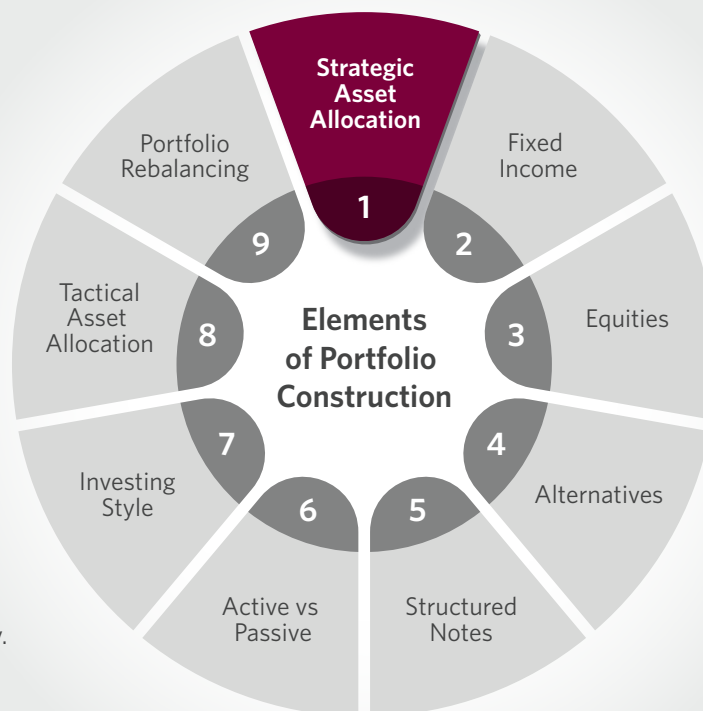 Strategic
Asset
Allocation
1
Fixed
Income
2
Equities
3
Alternatives
4
Structured
Notes
5
Active vs
Passive
6
Investing
Style
7
Tactical
Asset
Allocation
8
Portfolio
Rebalancing
9
Elements
of Portfolio
Construction